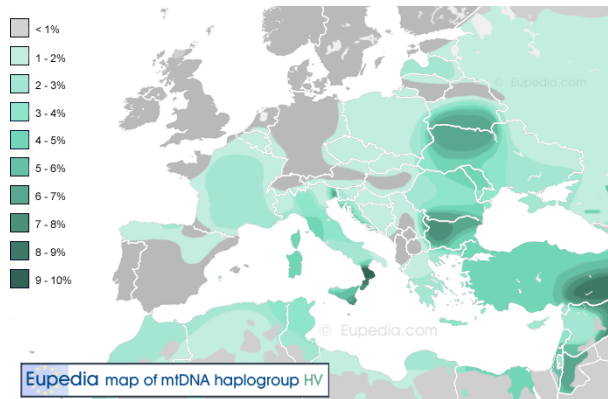 < 1%
1 - 2%
2 - 3%
3 - 4%
4 - 5%
5 - 6%
6 - 7%
7 - 8%
8 - 9%
9 - 10%
© Eupedia.com
© Eupedia.com
Eupedia map of mtDNA haplogroup HV